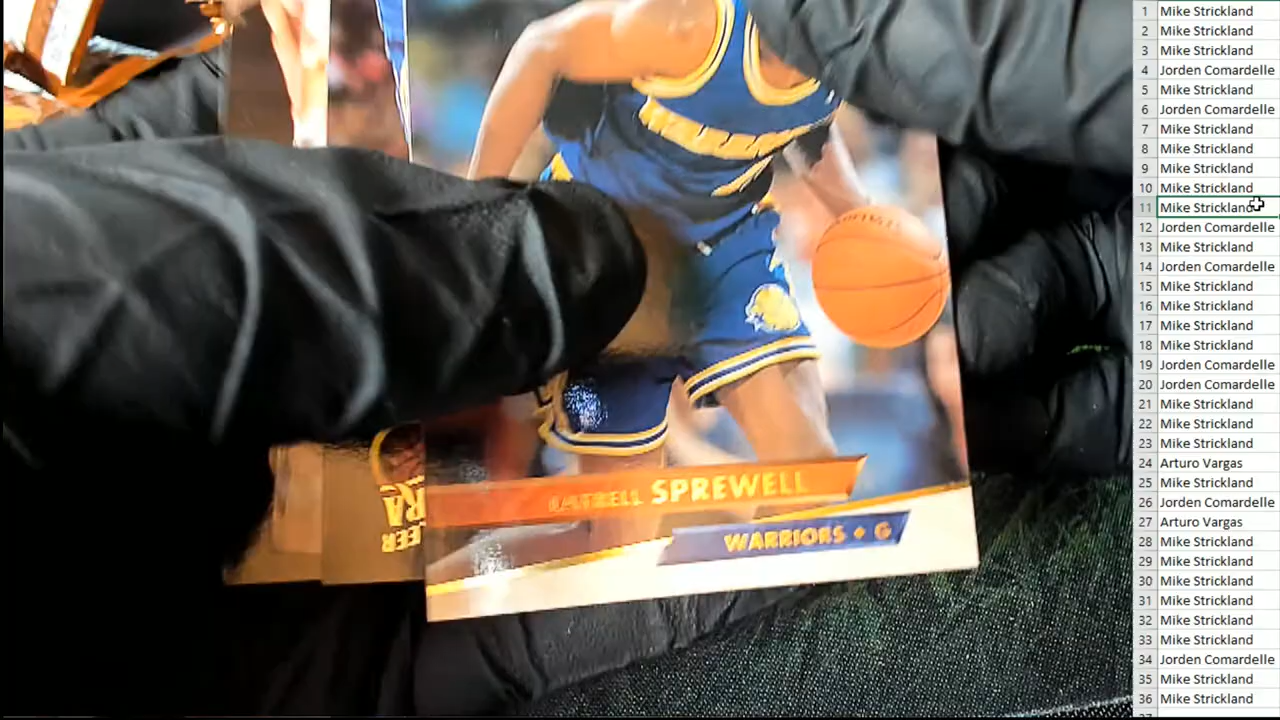 LATRELL SPREWELL
WARRIORS • G
1 Mike Strickland
2 Mike Strickland
3 Mike Strickland
4 Jorden Comardelle
5 Mike Strickland
6 Jorden Comardelle
7 Mike Strickland
8 Mike Strickland
9 Mike Strickland
10 Mike Strickland
11 Mike Strickland
12 Jorden Comardelle
13 Mike Strickland
14 Jorden Comardelle
15 Mike Strickland
16 Mike Strickland
17 Mike Strickland
18 Mike Strickland
19 Jorden Comardelle
20 Jorden Comardelle
21 Mike Strickland
22 Mike Strickland
23 Mike Strickland
24 Arturo Vargas
25 Mike Strickland
26 Jorden Comardelle
27 Arturo Vargas
28 Mike Strickland
29 Mike Strickland
30 Mike Strickland
31 Mike Strickland
32 Mike Strickland
33 Mike Strickland
34 Jorden Comardelle
35 Mike Strickland
36 Mike Strickland